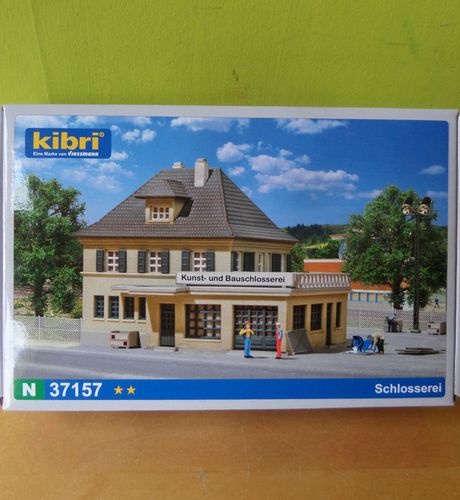 kibri®
Eine Marke von Viessmann
Kunst- und Bauschlosserei
N 37157 ★★ Schlosserei